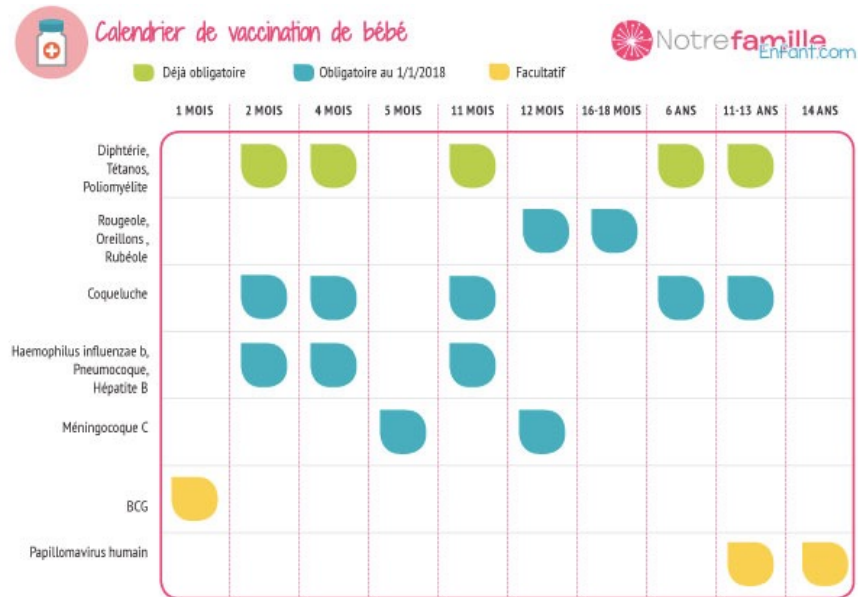 Calendrier de vaccination de bébé
Notrefamille
Enfant.com
Déjà obligatoire
Obligatoire au 1/1/2018
Facultatif
1 MOIS 2 MOIS 4 MOIS 5 MOIS 11 MOIS 12 MOIS 16-18 MOIS 6 ANS 11-13 ANS 14 ANS
Diphtérie,
Tétanos,
Poliomyélite
Rougeole,
Oreillons ,
Rubéole
Coqueluche
Haemophilus influenzae b,
Pneumocoque,
Hépatite B
Méningocoque C
BCG
Papillomavirus humain